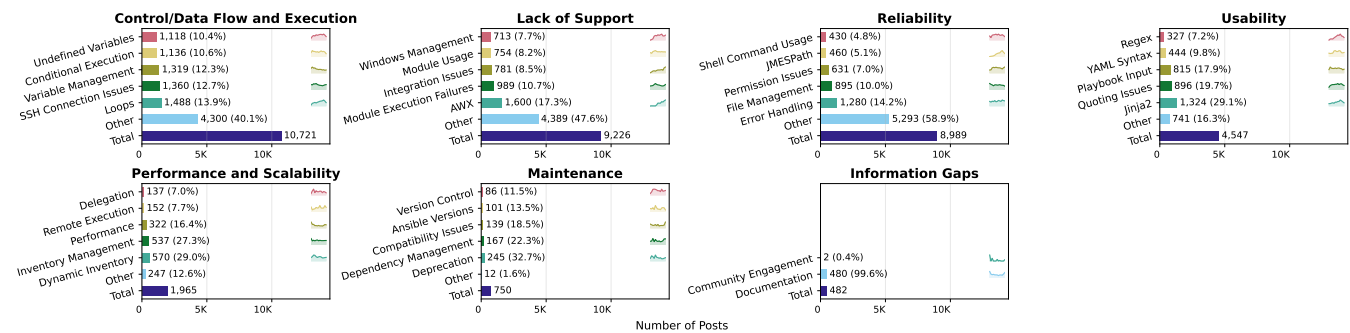 Control/Data Flow and Execution
Undefined Variables 1,118 (10.4%)
Conditional Execution 1,136 (10.6%)
Variable Management 1,319 (12.3%)
SSH Connection Issues 1,360 (12.7%)
Loops 1,488 (13.9%)
Other 4,300 (40.1%)
Total 10,721
0 5K 10K
Lack of Support
Windows Management 713 (7.7%)
Module Usage 754 (8.2%)
Integration Issues 781 (8.5%)
Module Execution Failures 989 (10.7%)
AWX 1,600 (17.3%)
Other 4,389 (47.6%)
Total 9,226
0 5K 10K
Reliability
Shell Command Usage 430 (4.8%)
JMESPath 460 (5.1%)
Permission Issues 631 (7.0%)
File Management 895 (10.0%)
Error Handling 1,280 (14.2%)
Other 5,293 (58.9%)
Total 8,989
0 5K 10K
Usability
Regex 327 (7.2%)
YAML Syntax 444 (9.8%)
Playbook Input 815 (17.9%)
Quoting Issues 896 (19.7%)
Jinja2 1,324 (29.1%)
Other 741 (16.3%)
Total 4,547
0 5K 10K
Performance and Scalability
Delegation 137 (7.0%)
Remote Execution 152 (7.7%)
Performance 322 (16.4%)
Inventory Management 537 (27.3%)
Dynamic Inventory 570 (29.0%)
Other 247 (12.6%)
Total 1,965
0 5K 10K
Maintenance
Version Control 86 (11.5%)
Ansible Versions 101 (13.5%)
Compatibility Issues 139 (18.5%)
Dependency Management 167 (22.3%)
Deprecation 245 (32.7%)
Other 12 (1.6%)
Total 750
0 5K 10K
Information Gaps
Community Engagement 2 (0.4%)
Documentation 480 (99.6%)
Total 482
0 5K 10K
Number of Posts